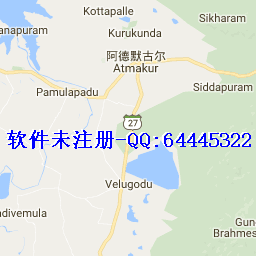 Kottapalle
Sikharam
anapuram
Kurukunda
阿德默古尔
Atmakur
Siddapuram
Pamulapadu
27
软件未注册-QQ:64445322
Velugodu
ndivemula
Gun
Brahmes